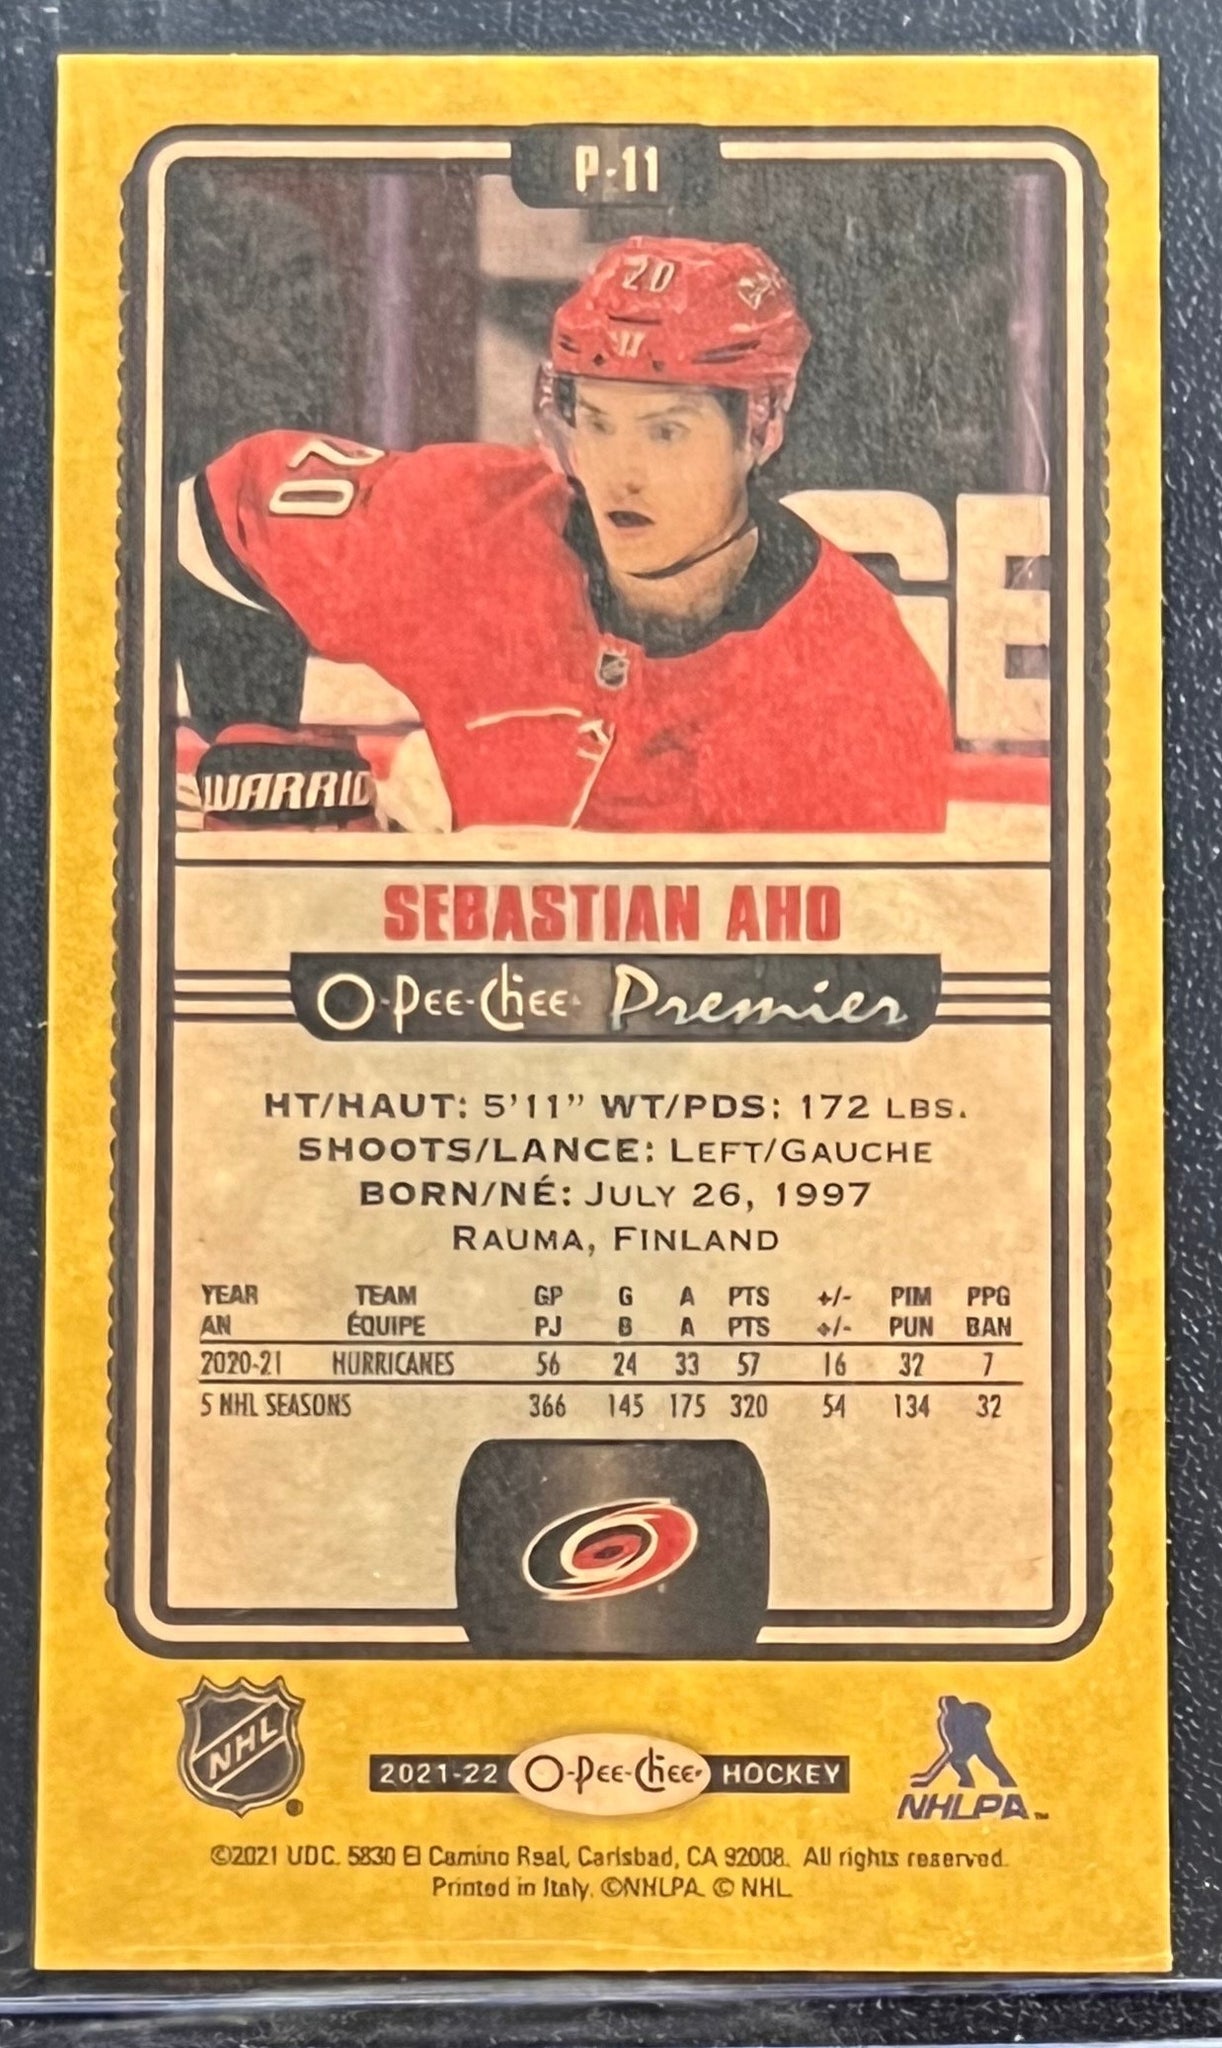 P-11
20
20
GE
WARRIO
SEBASTIAN AHO
O-Pee-Chee Premier
HT/HAUT: 5'11" WT/PDS: 172 LBS.
SHOOTS/LANCE: LEFT/GAUCHE
BORN/NÉ: JULY 26, 1997
RAUMA, FINLAND
YEAR TEAM GP G A PTS +/- PIM PPG
AN ÉQUIPE PJ B A PTS +/- PUN BAN
2020-21 HURRICANES 56 24 33 57 16 32 7
5 NHL SEASONS 366 145 175 320 54 134 32
NHL
2021-22 O-Pee-Chee HOCKEY
NHLPA™
©2021 UDC. 5830 El Camino Real, Carlsbad, CA 92008. All rights reserved.
Printed in Italy. ©NHLPA © NHL